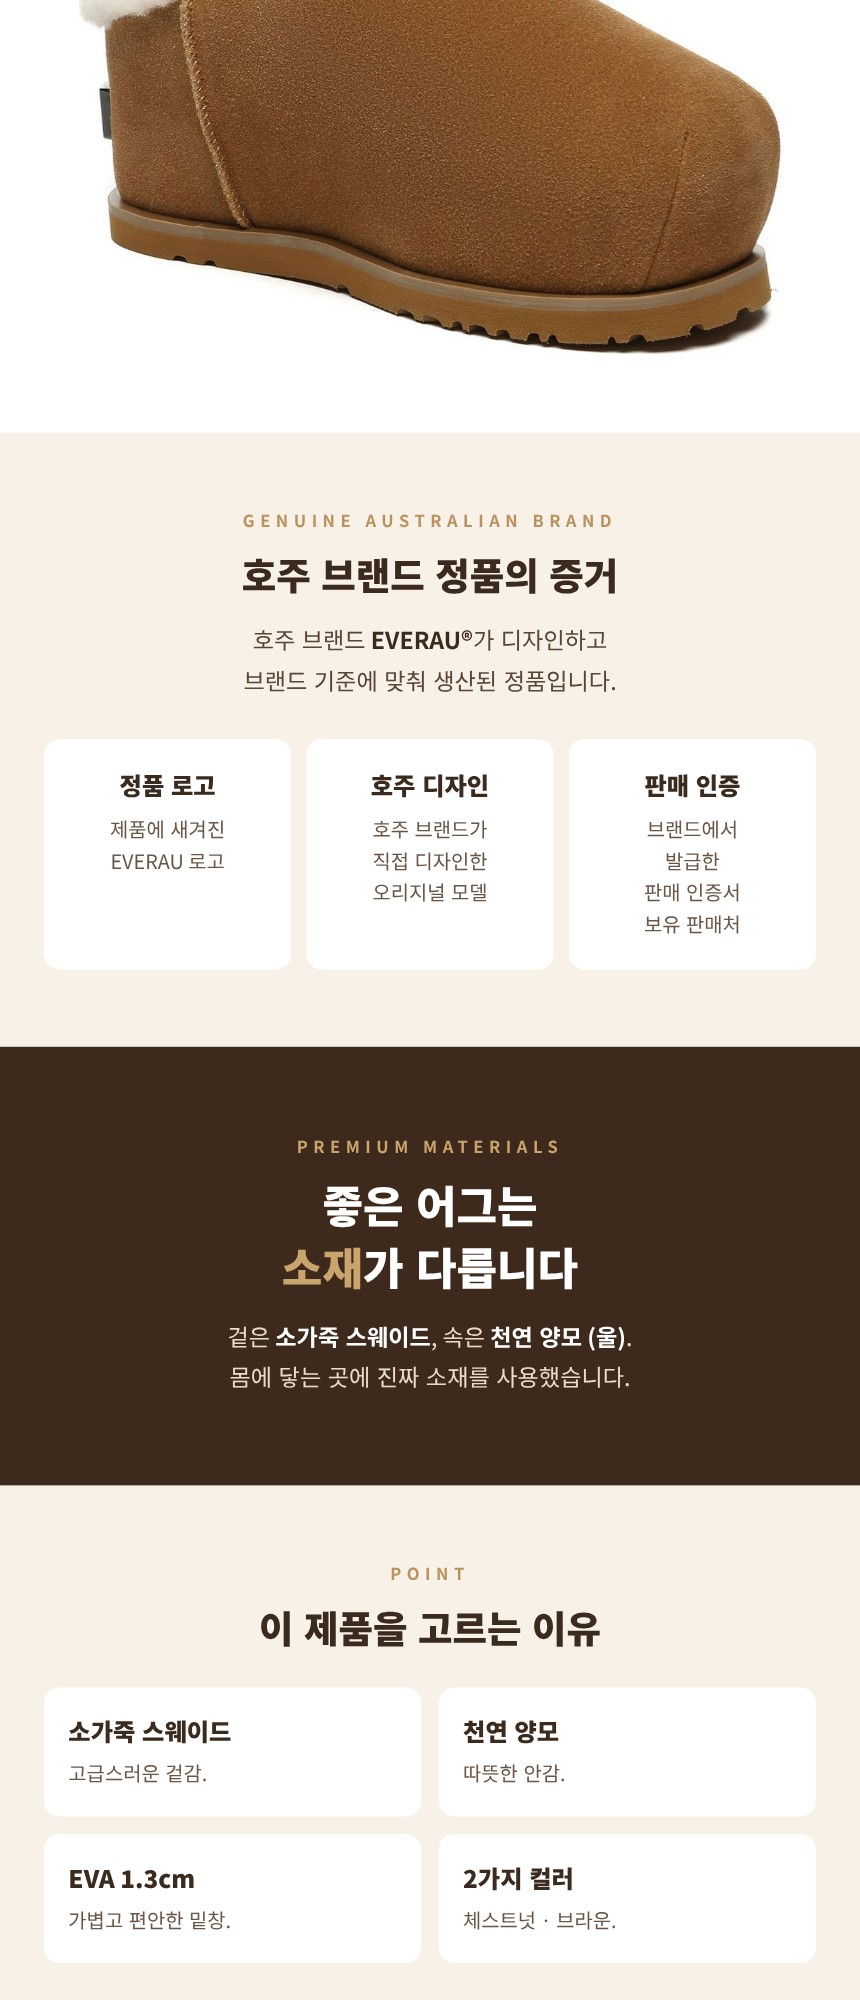 GENUINE AUSTRALIAN BRAND
호주 브랜드 정품의 증거
호주 브랜드 EVERAU®가 디자인하고
브랜드 기준에 맞춰 생산된 정품입니다.
정품 로고
제품에 새겨진
EVERAU 로고
호주 디자인
호주 브랜드가
직접 디자인한
오리지널 모델
판매 인증
브랜드에서
발급한
판매 인증서
보유 판매처
PREMIUM MATERIALS
좋은 어그는
소재가 다릅니다
겉은 소가죽 스웨이드, 속은 천연 양모 (울).
몸에 닿는 곳에 진짜 소재를 사용했습니다.
POINT
이 제품을 고르는 이유
소가죽 스웨이드
고급스러운 겉감.
천연 양모
따뜻한 안감.
EVA 1.3cm
가볍고 편안한 밑창.
2가지 컬러
체스트넛 · 브라운.